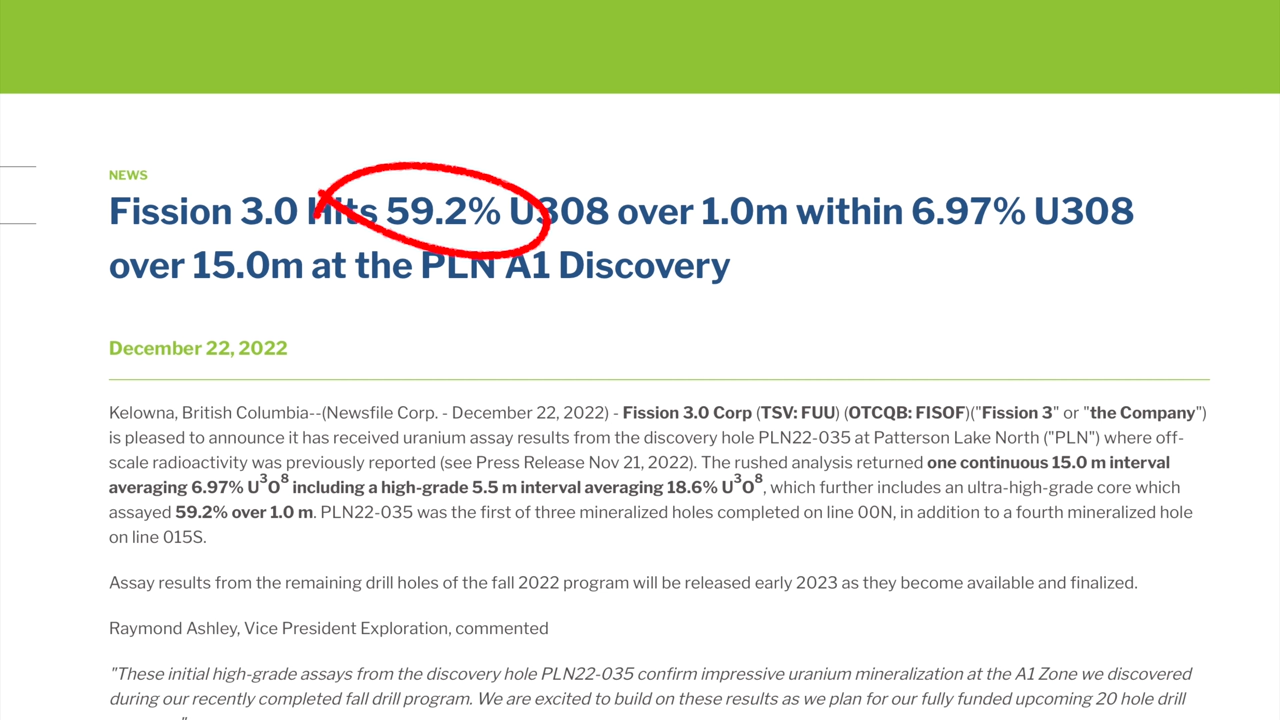 NEWS
Fission 3.0 Hits 59.2% U308 over 1.0m within 6.97% U308
over 15.0m at the PLN A1 Discovery
December 22, 2022
Kelowna, British Columbia--(Newsfile Corp. - December 22, 2022) - Fission 3.0 Corp (TSV: FUU) (OTCQB: FISOF)("Fission 3" or "the Company")
is pleased to announce it has received uranium assay results from the discovery hole PLN22-035 at Patterson Lake North ("PLN") where off-
scale radioactivity was previously reported (see Press Release Nov 21, 2022). The rushed analysis returned one continuous 15.0 m interval
averaging 6.97% U3O8 including a high-grade 5.5 m interval averaging 18.6% U3O8, which further includes an ultra-high-grade core which
assayed 59.2% over 1.0 m. PLN22-035 was the first of three mineralized holes completed on line 00N, in addition to a fourth mineralized hole
on line 015S.
Assay results from the remaining drill holes of the fall 2022 program will be released early 2023 as they become available and finalized.
Raymond Ashley, Vice President Exploration, commented
"These initial high-grade assays from the discovery hole PLN22-035 confirm impressive uranium mineralization at the A1 Zone we discovered
during our recently completed fall drill program. We are excited to build on these results as we plan for our fully funded upcoming 20 hole drill